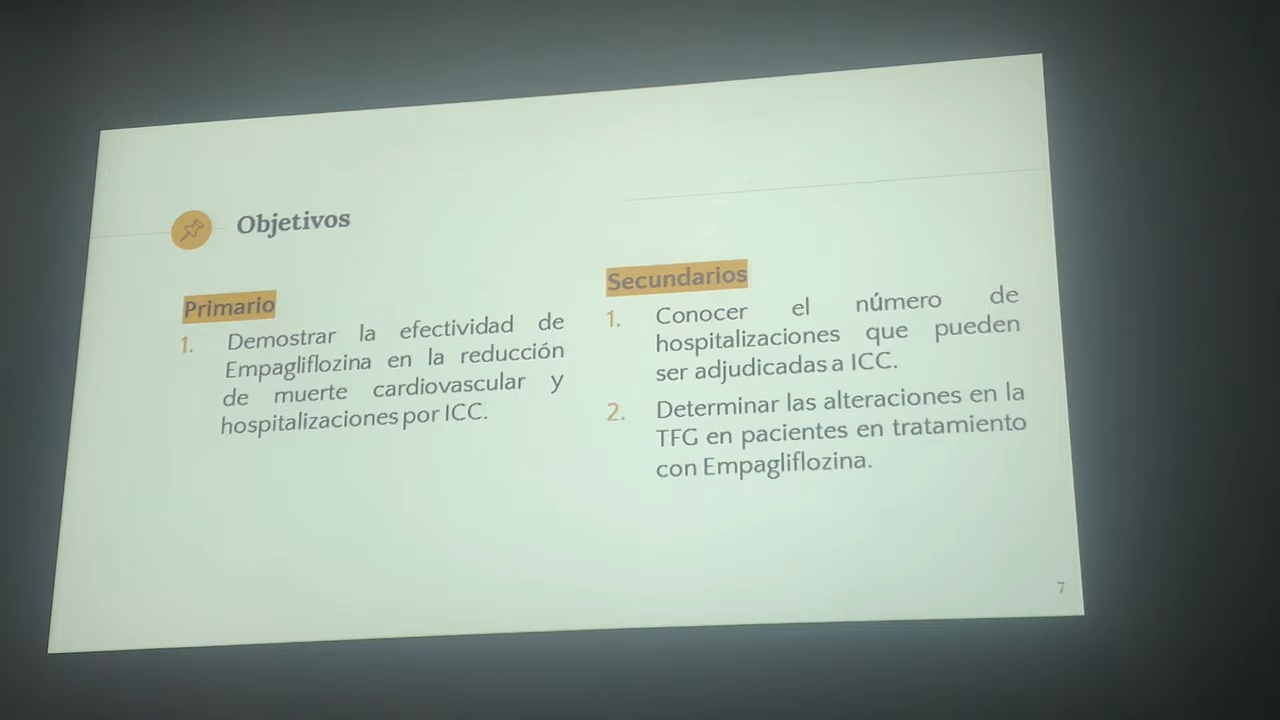 Objetivos
Primario
1. Demostrar la efectividad de
Empagliflozina en la reducción
de muerte cardiovascular y
hospitalizaciones por ICC.
Secundarios
1. Conocer el número de
hospitalizaciones que pueden
ser adjudicadas a ICC.
2. Determinar las alteraciones en la
TFG en pacientes en tratamiento
con Empagliflozina.
7